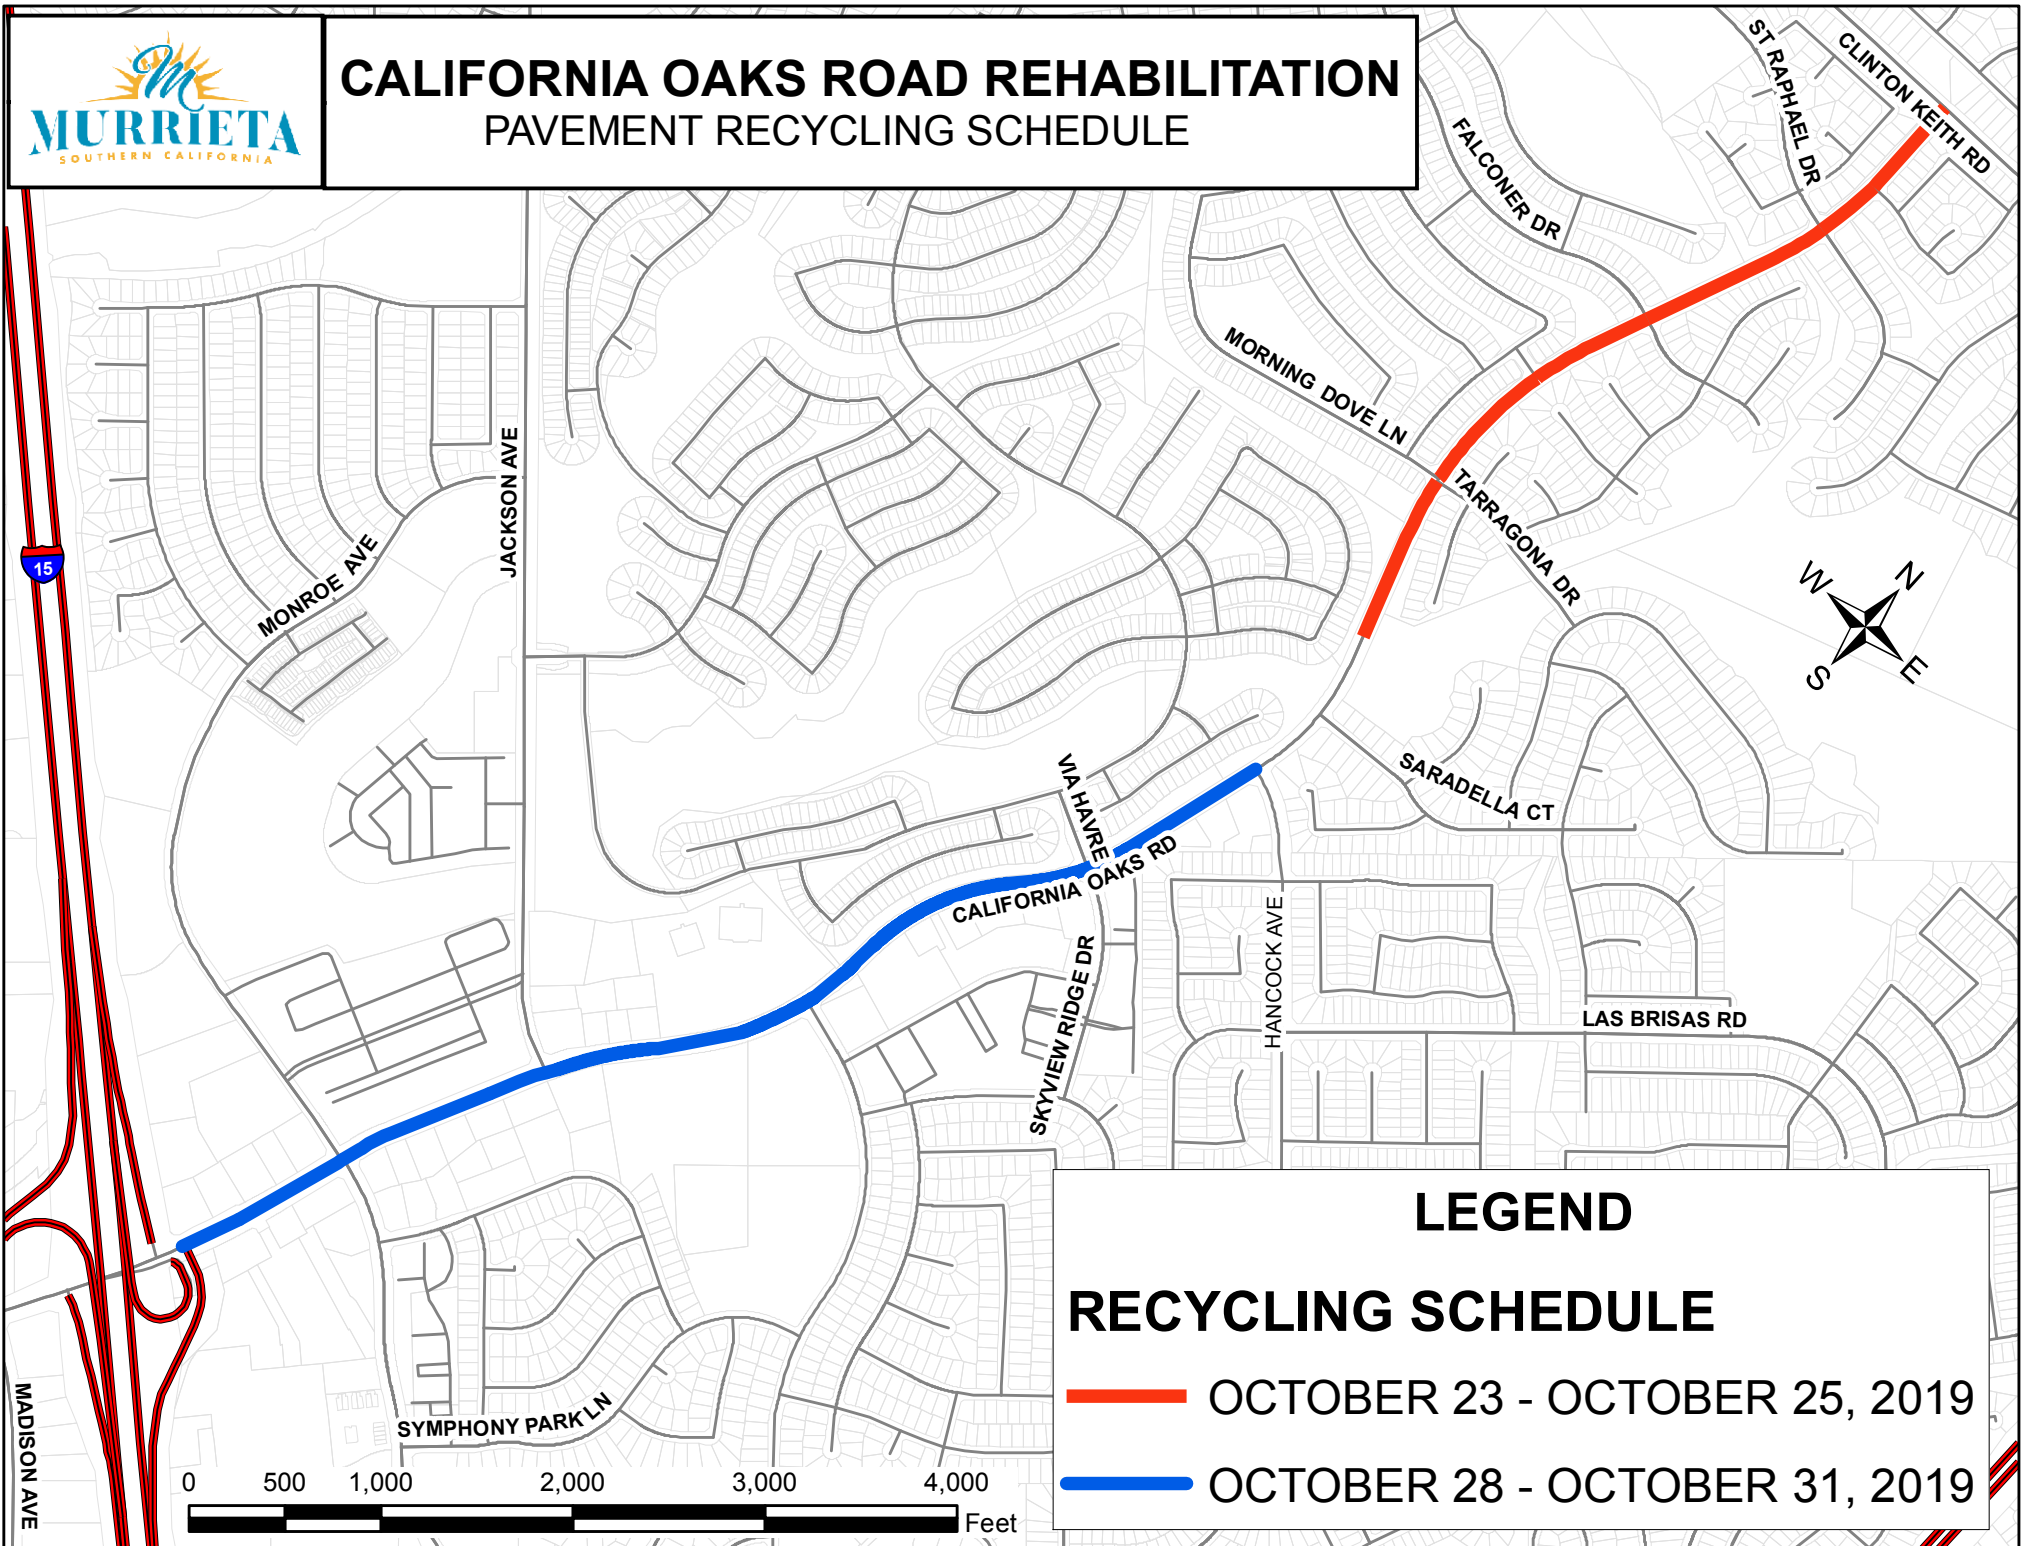 MURRIETA
SOUTHERN CALIFORNIA
CALIFORNIA OAKS ROAD REHABILITATION
PAVEMENT RECYCLING SCHEDULE
ST RAPHAEL DR
CLINTON KEITH RD
FALCONER DR
MORNING DOVE LN
JACKSON AVE
TARRAGONA DR
15
MONROE AVE
W
N
S
E
VIA HAVRE
SARADELLA CT
CALIFORNIA OAKS RD
HANCOCK AVE
SKYVIEW RIDGE DR
LAS BRISAS RD
MADISON AVE
SYMPHONY PARK LN
LEGEND
RECYCLING SCHEDULE
OCTOBER 23 - OCTOBER 25, 2019
OCTOBER 28 - OCTOBER 31, 2019
0 500 1,000 2,000 3,000 4,000
Feet